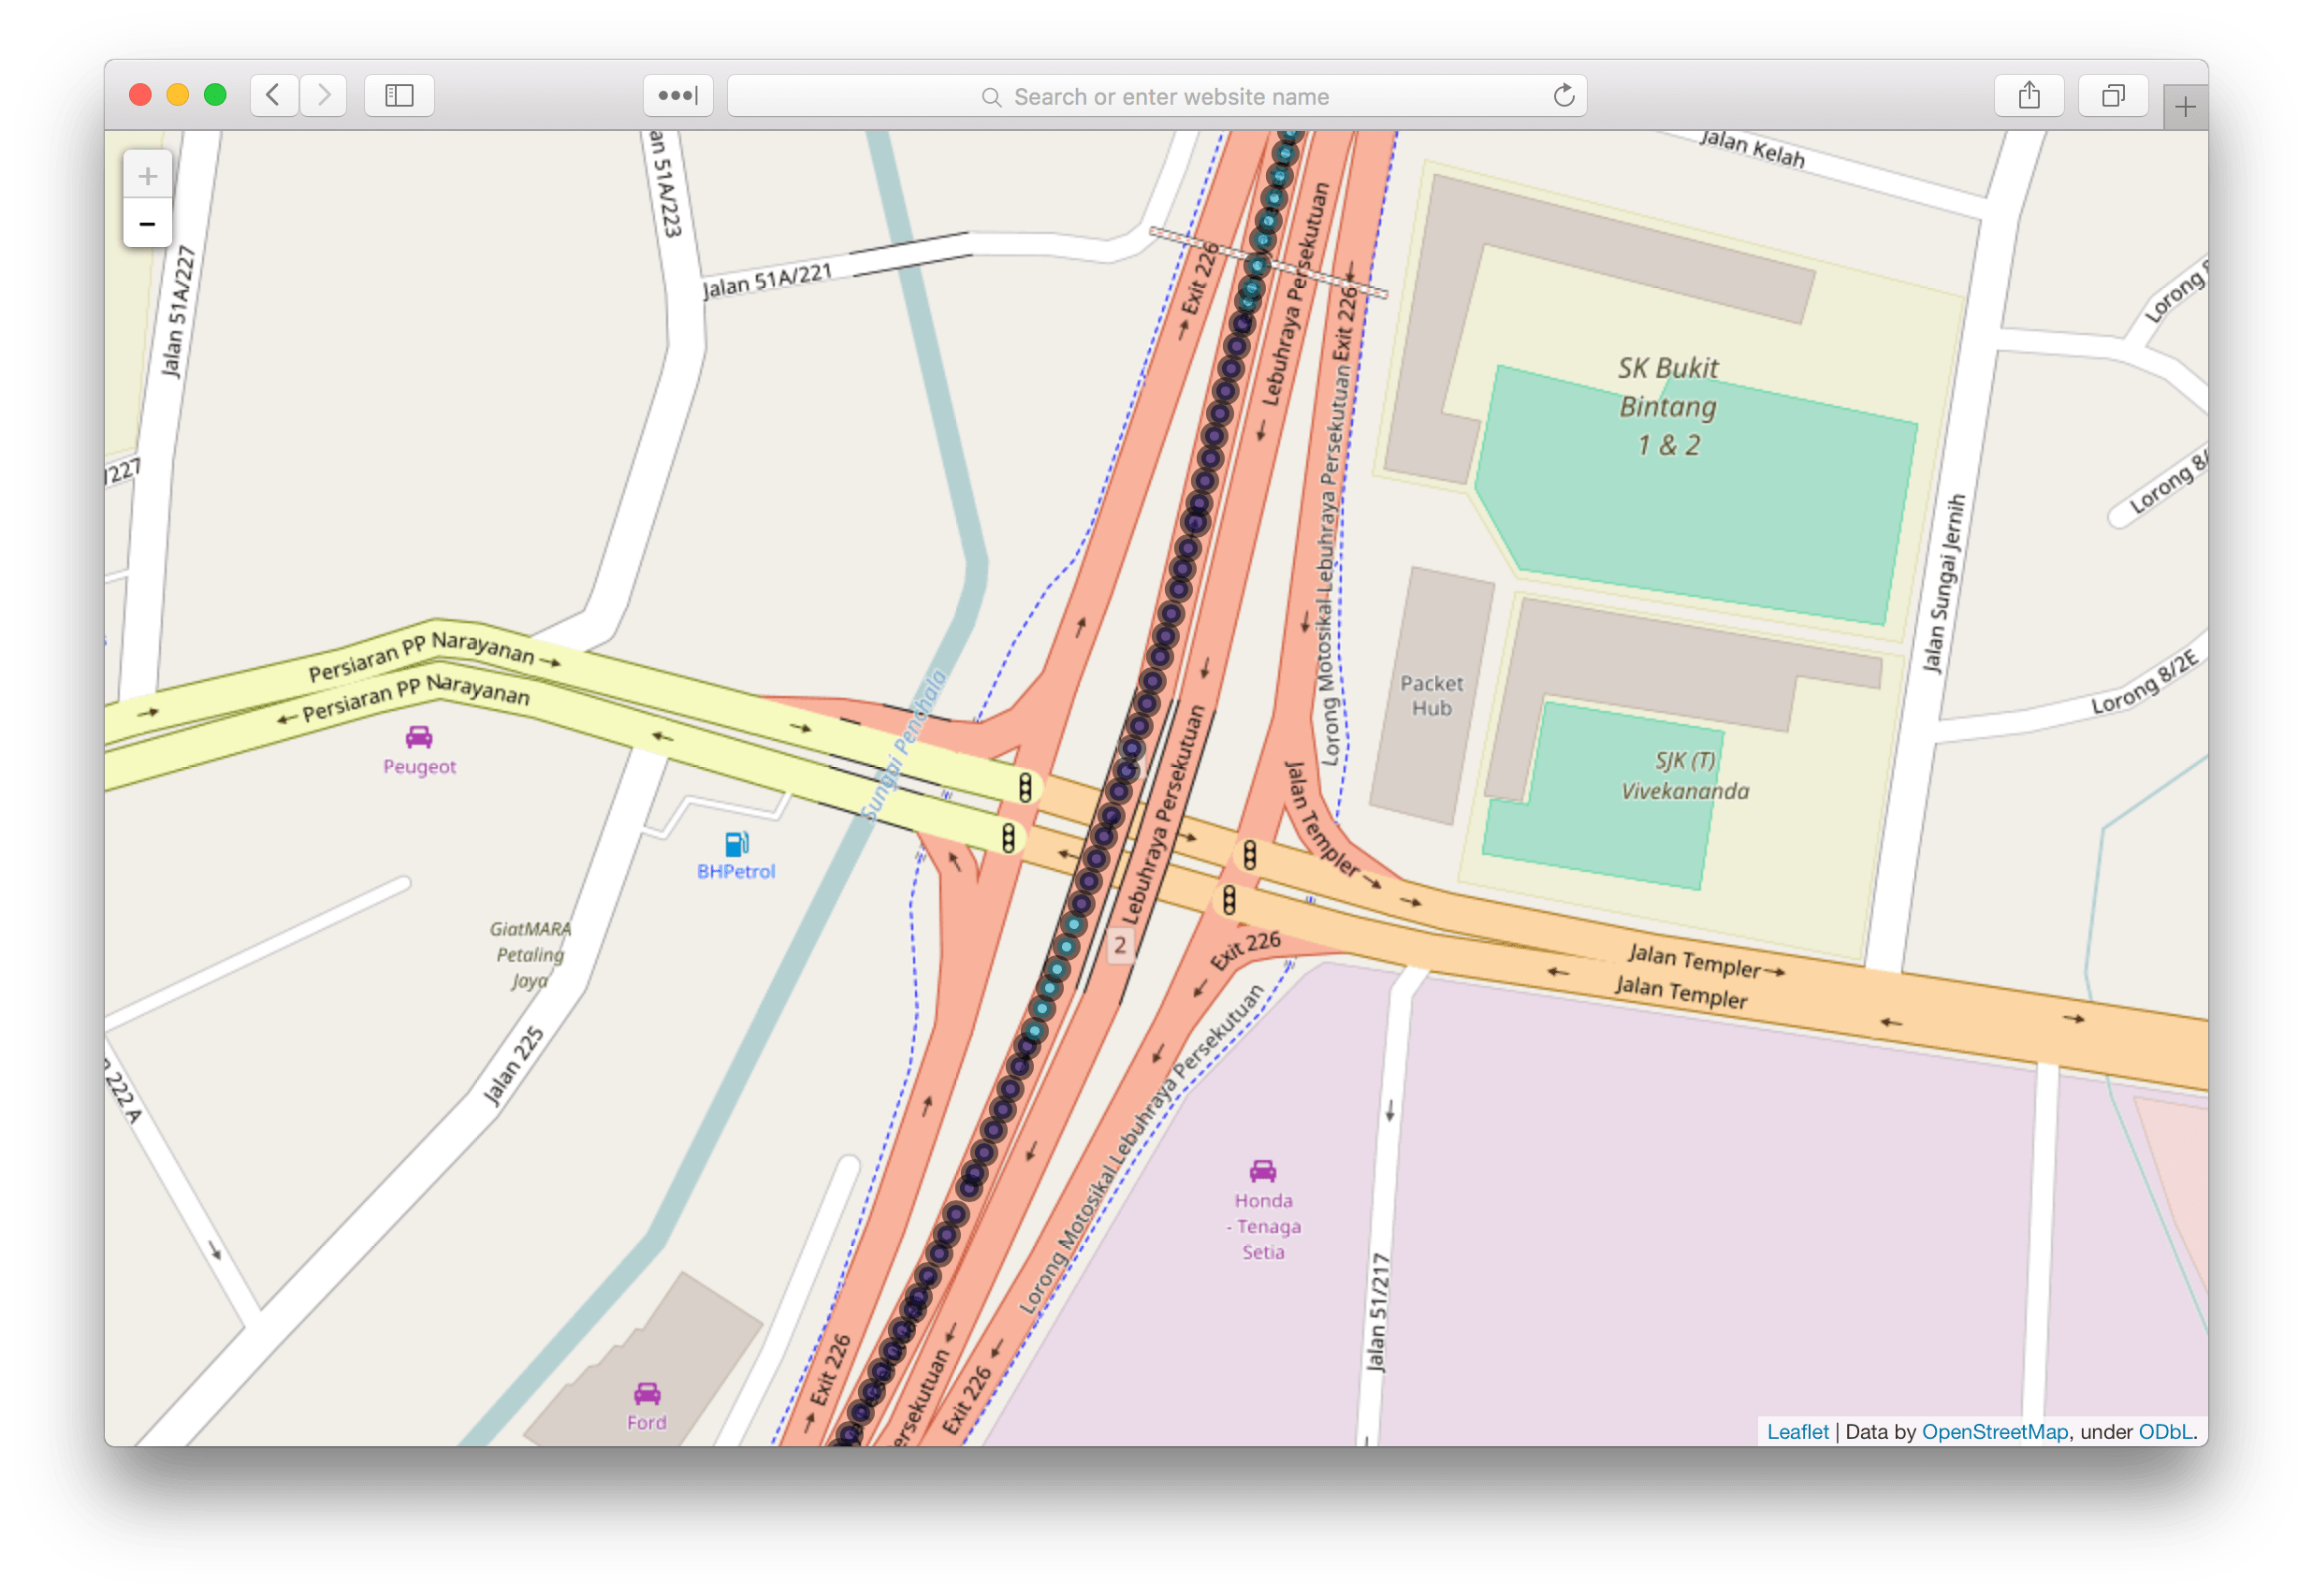 Search or enter website name
+
−
Jalan 51A/227
an 51A/223
Jalan 51A/221
Exit 226
Lebuhraya Persekutuan
Lorong Motosikal Lebuhraya Persekutuan Exit 226
Jalan Kelah
SK Bukit
Bintang
1 & 2
Lorong 8
Lorong 8/
Jalan Sungai Jernih
Lorong 8/2E
/227
Persiaran PP Narayanan
Persiaran PP Narayanan
Peugeot
BHPetrol
Sungai Penchala
Packet
Hub
SJK (T)
Vivekananda
Jalan Templer
Lebuhraya Persekutuan
2
Exit 226
Jalan Templer
Jalan Templer
GiatMARA
Petaling
Jaya
Jalan 225
222 A
Lorong Motosikal Lebuhraya Persekutuan
Honda
- Tenaga
Setia
Jalan 51/217
Ford
Exit 226
ersekutuan
Exit 226
Leaflet | Data by OpenStreetMap, under ODbL.